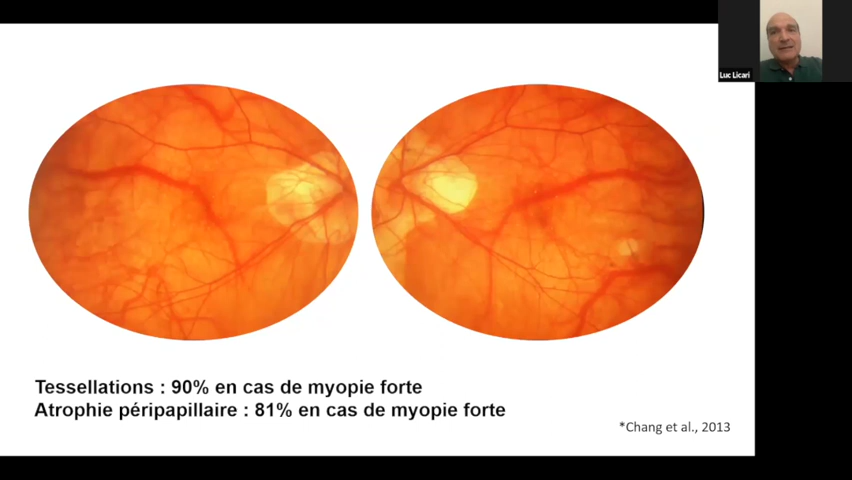 Luc Licari
Tessellations : 90% en cas de myopie forte
Atrophie péripapillaire : 81% en cas de myopie forte
*Chang et al., 2013